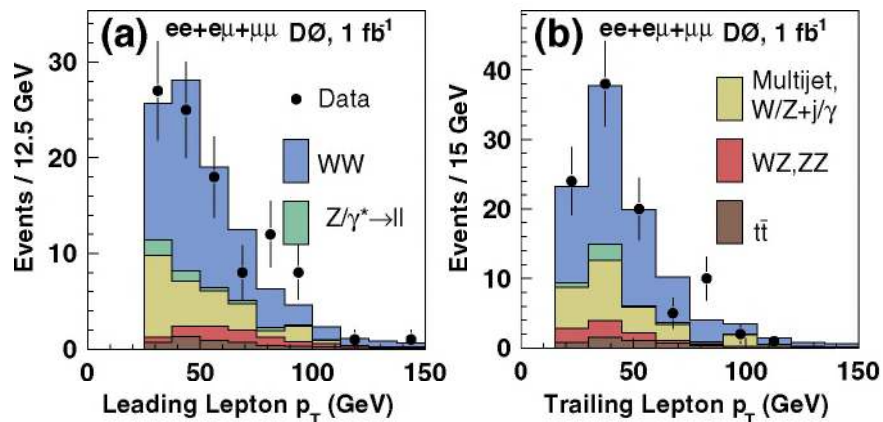 (a) ee+eμ+μμ DØ, 1 fb⁻¹
Events / 12.5 GeV
30
20
10
0
Data
WW
Z/γ*→ll
0 50 100 150
Leading Lepton p_T (GeV)
(b) ee+eμ+μμ DØ, 1 fb⁻¹
Events / 15 GeV
40
30
20
10
0
Multijet,
W/Z+j/γ
WZ,ZZ
tt̄
0 50 100 150
Trailing Lepton p_T (GeV)